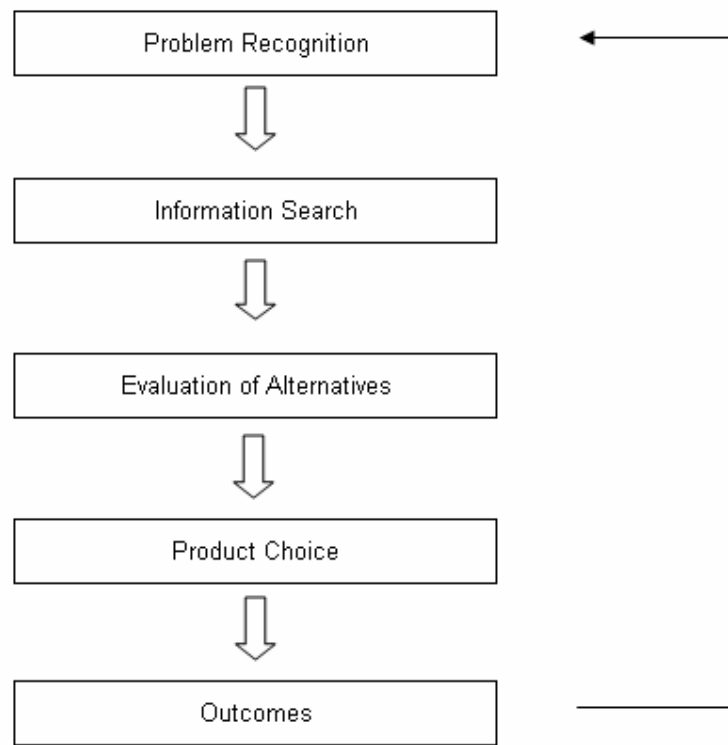 Problem Recognition
Information Search
Evaluation of Alternatives
Product Choice
Outcomes